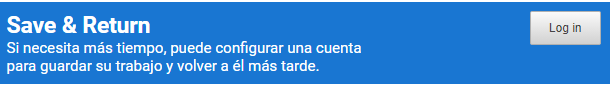 Save & Return
Si necesita más tiempo, puede configurar una cuenta
para guardar su trabajo y volver a él más tarde.
Log in